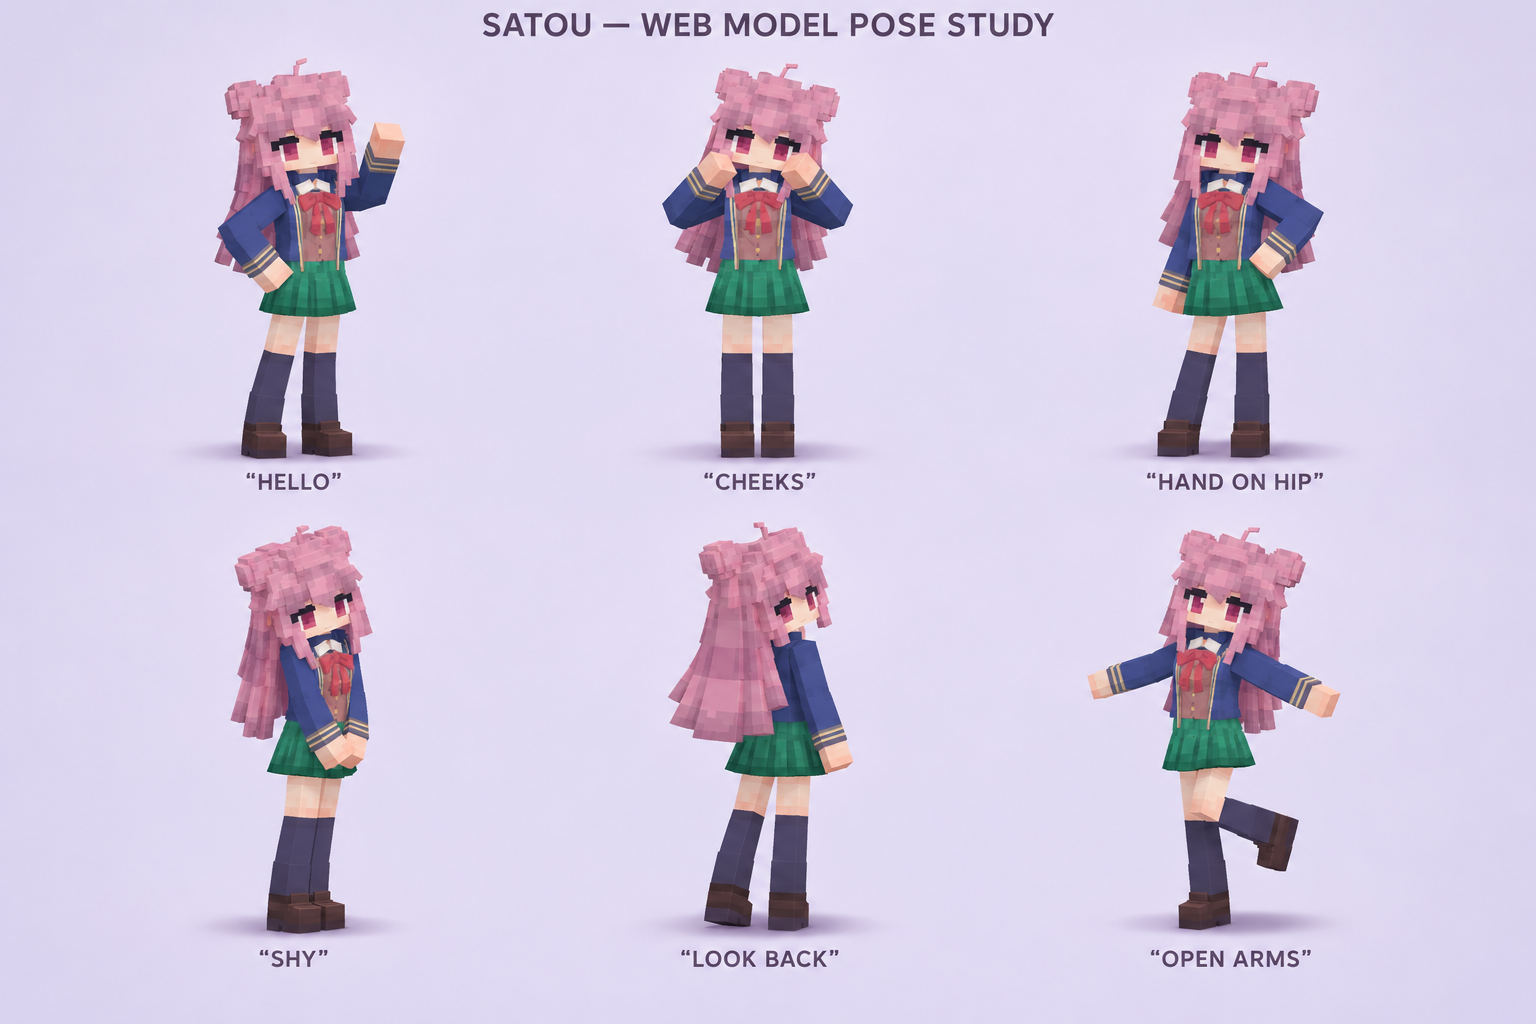 SATOU — WEB MODEL POSE STUDY
“HELLO”
“CHEEKS”
“HAND ON HIP”
“SHY”
“LOOK BACK”
“OPEN ARMS”